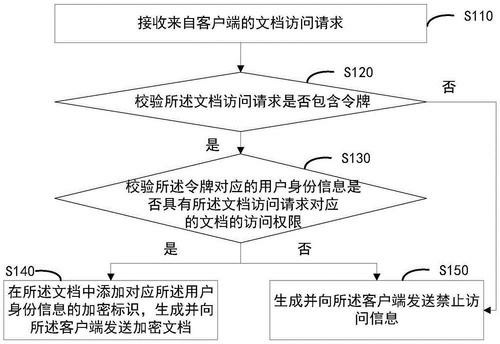 接收来自客户端的文档访问请求
S110
S120
校验所述文档访问请求是否包含令牌
否
是
S130
校验所述令牌对应的用户身份信息是
否具有所述文档访问请求对应
的文档的访问权限
是
否
S140
在所述文档中添加对应所述用户
身份信息的加密标识，生成并向
所述客户端发送加密文档
S150
生成并向所述客户端发送禁止访
问信息